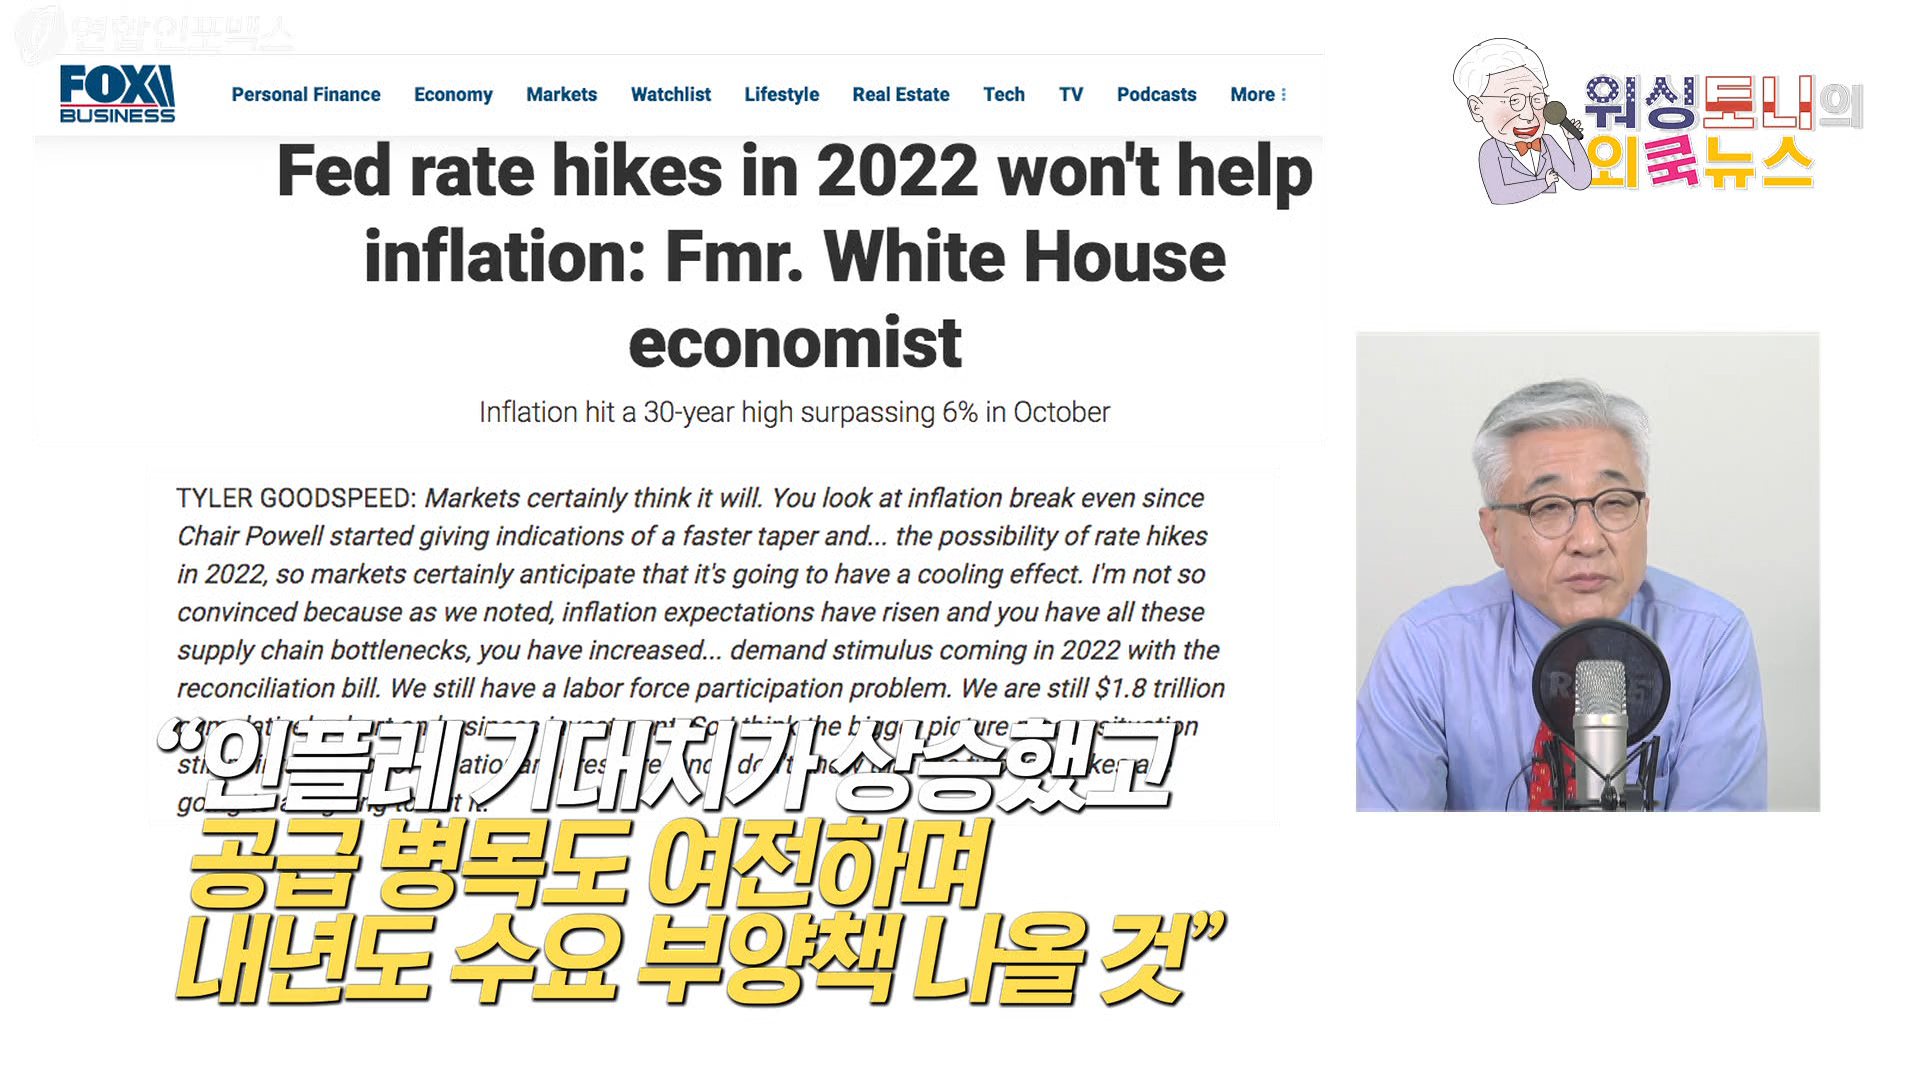 연합인포맥스
FOX
BUSINESS
Personal Finance Economy Markets Watchlist Lifestyle Real Estate Tech TV Podcasts More
워싱토니의
외쿡뉴스
Fed rate hikes in 2022 won't help
inflation: Fmr. White House
economist
Inflation hit a 30-year high surpassing 6% in October
TYLER GOODSPEED: Markets certainly think it will. You look at inflation break even since
Chair Powell started giving indications of a faster taper and... the possibility of rate hikes
in 2022, so markets certainly anticipate that it's going to have a cooling effect. I'm not so
convinced because as we noted, inflation expectations have risen and you have all these
supply chain bottlenecks, you have increased... demand stimulus coming in 2022 with the
reconciliation bill. We still have a labor force participation problem. We are still $1.8 trillion
think the bigger picture
“인플레 기대치가 상승했고
공급 병목도 여전하며
내년도 수요 부양책 나올 것”